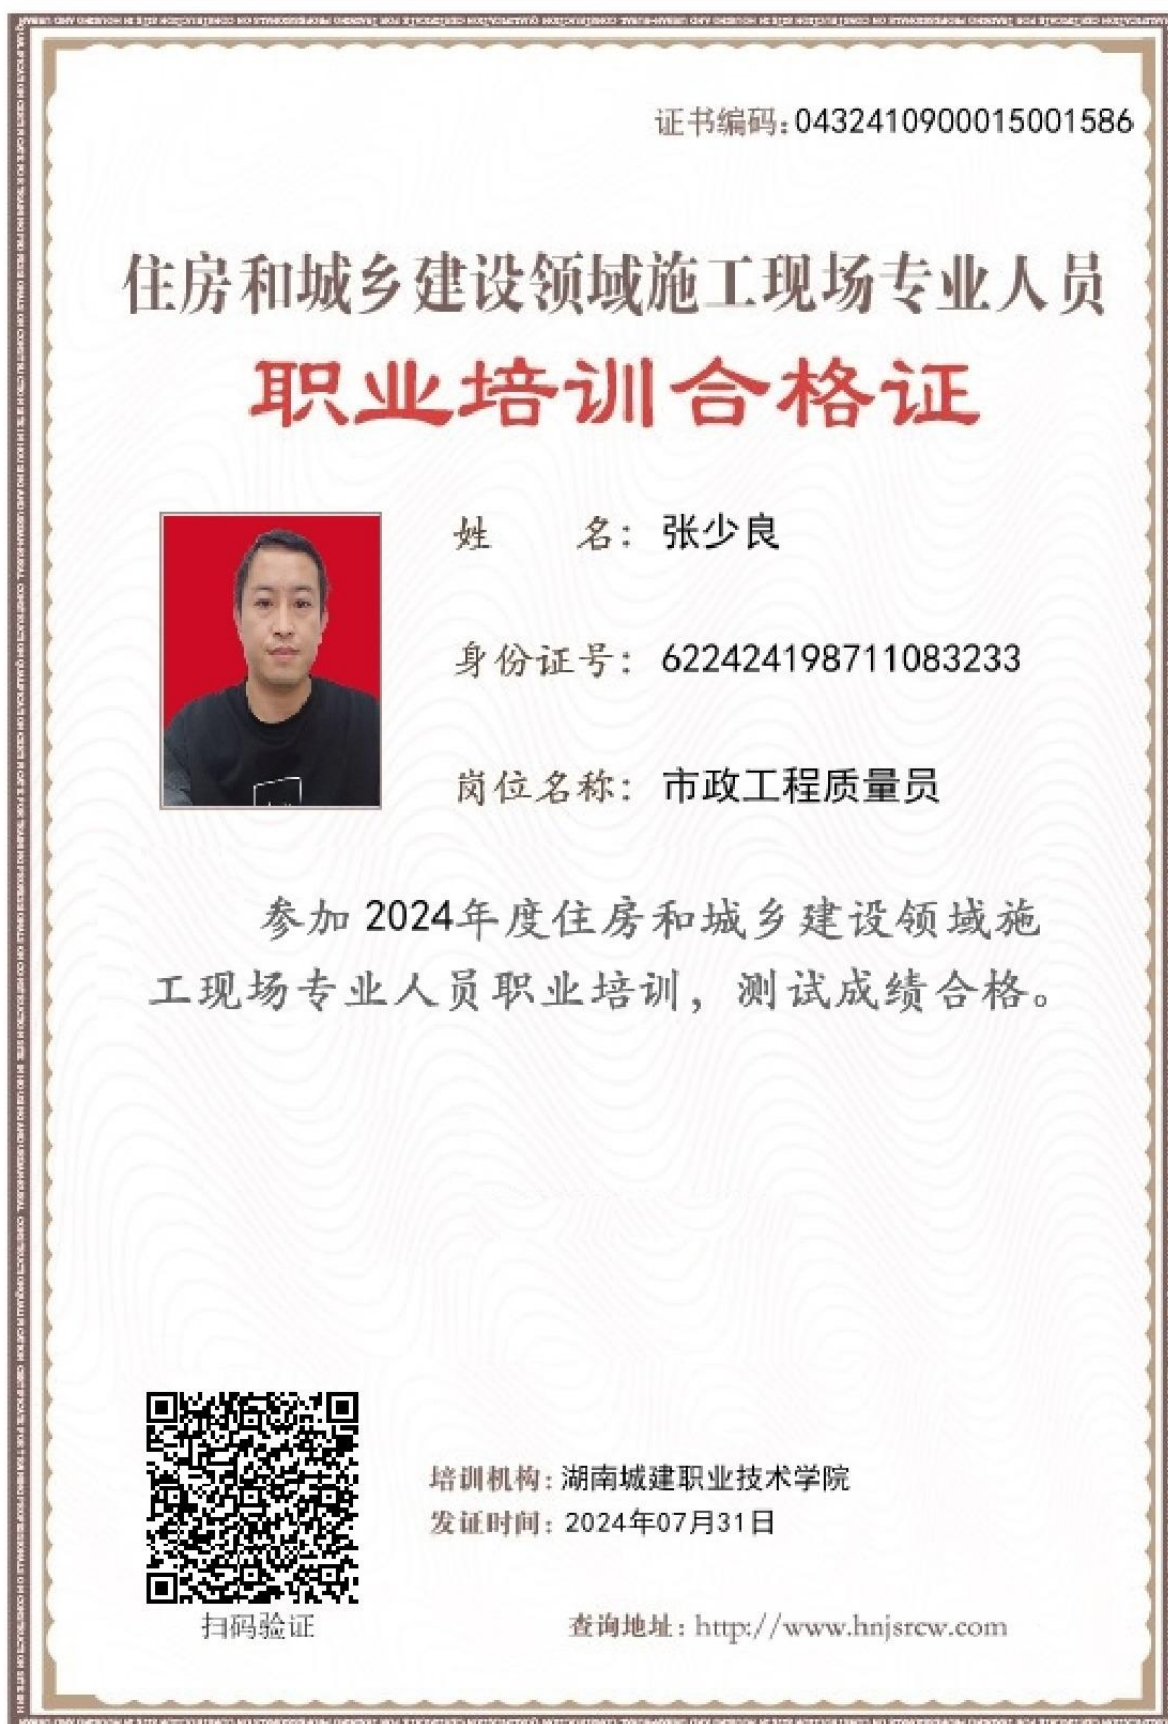 证书编码:0432410900015001586
住房和城乡建设领域施工现场专业人员
职业培训合格证
姓 名: 张少良
身份证号: 622424198711083233
岗位名称: 市政工程质量员
参加 2024年度住房和城乡建设领域施
工现场专业人员职业培训，测试成绩合格。
培训机构: 湖南城建职业技术学院
发证时间: 2024年07月31日
扫码验证
查询地址: http://www.hnjsrcw.com